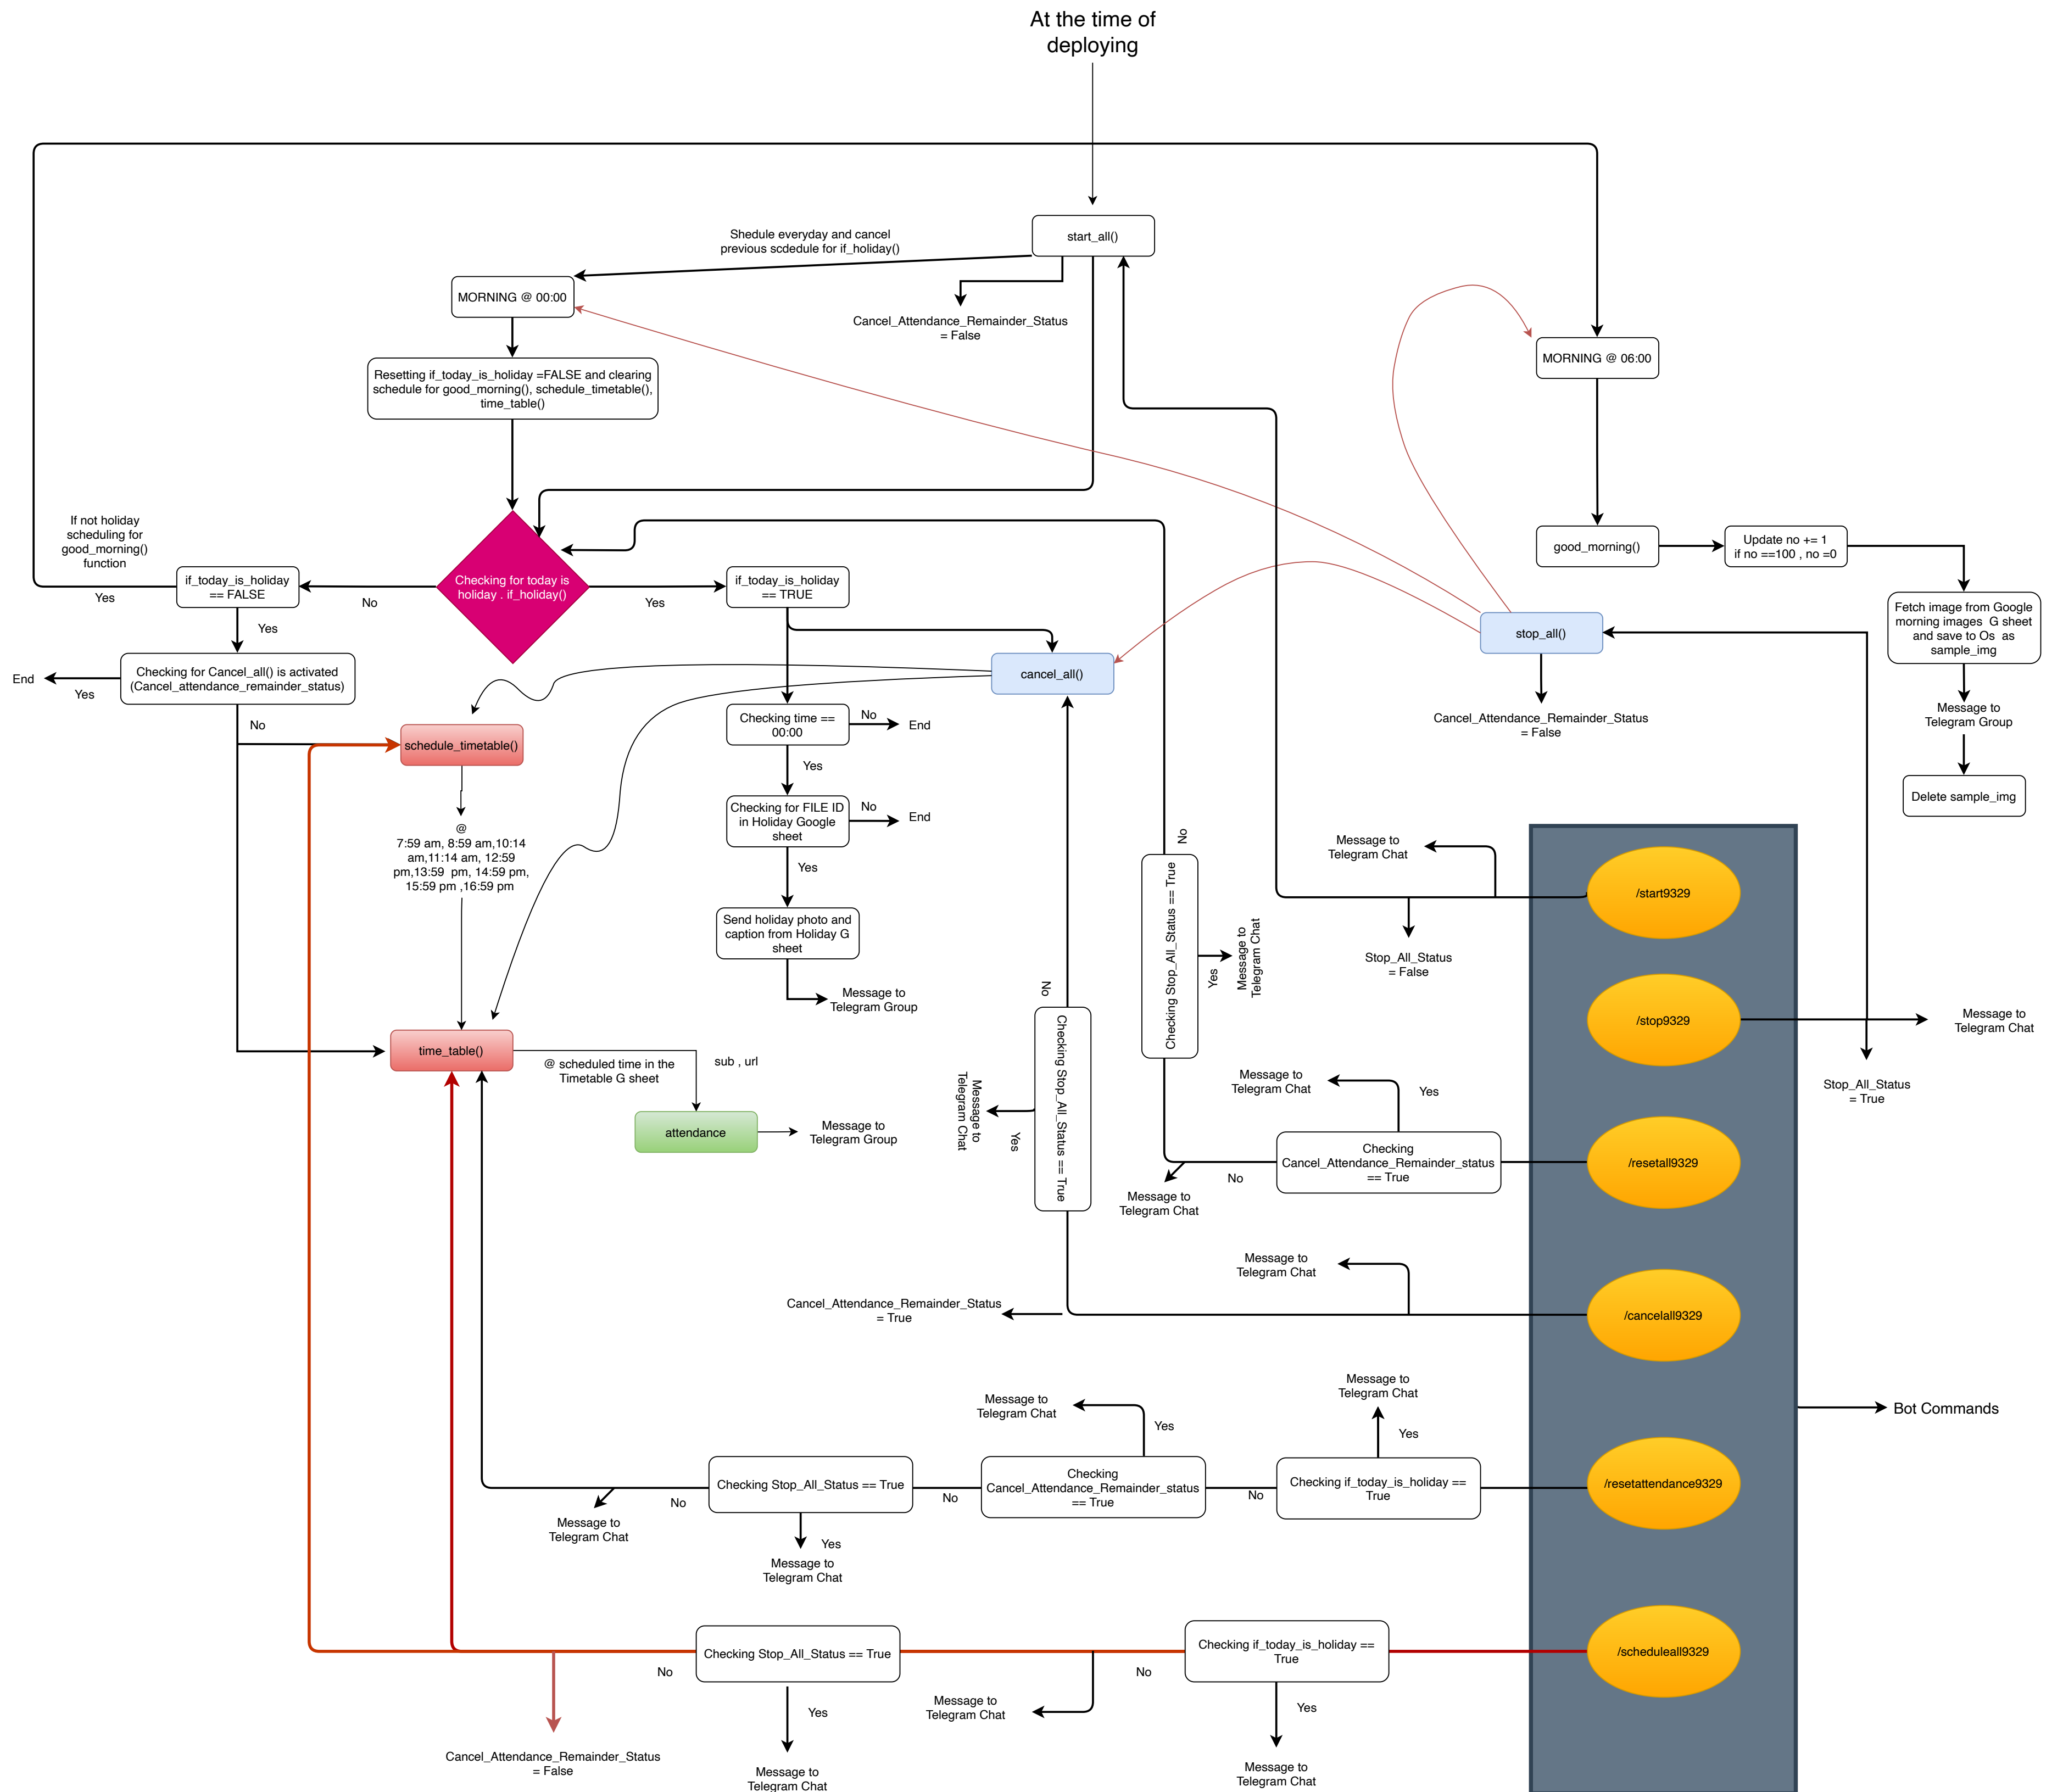 At the time of
deploying
start_all()
Shedule everyday and cancel
previous scdedule for if_holiday()
MORNING @ 00:00
Cancel_Attendance_Remainder_Status
= False
Resetting if_today_is_holiday =FALSE and clearing
schedule for good_morning(), schedule_timetable(),
time_table()
MORNING @ 06:00
If not holiday
scheduling for
good_morning()
function
Yes
if_today_is_holiday
== FALSE
No
Checking for today is
holiday . if_holiday()
Yes
if_today_is_holiday
== TRUE
good_morning()
Update no += 1
if no ==100 , no =0
Fetch image from Google
morning images  G sheet
and save to Os  as
sample_img
Message to
Telegram Group
Delete sample_img
stop_all()
Cancel_Attendance_Remainder_Status
= False
Yes
Checking for Cancel_all() is activated
(Cancel_attendance_remainder_status)
End
Yes
No
cancel_all()
schedule_timetable()
@
7:59 am, 8:59 am,10:14
am,11:14 am, 12:59
pm,13:59  pm, 14:59 pm,
15:59 pm ,16:59 pm
Checking time ==
00:00
No
End
Yes
Checking for FILE ID
in Holiday Google
sheet
No
End
Yes
Send holiday photo and
caption from Holiday G
sheet
Message to
Telegram Group
time_table()
@ scheduled time in the
Timetable G sheet
sub , url
attendance
Message to
Telegram Group
No
Checking Stop_All_Status == True
Yes
Message to
Telegram Chat
No
Checking Stop_All_Status == True
Yes
Message to
Telegram Chat
Message to
Telegram Chat
/start9329
Stop_All_Status
= False
/stop9329
Message to
Telegram Chat
Stop_All_Status
= True
Message to
Telegram Chat
Yes
Checking
Cancel_Attendance_Remainder_status
== True
/resetall9329
No
Message to
Telegram Chat
Message to
Telegram Chat
/cancelall9329
Cancel_Attendance_Remainder_Status
= True
Bot Commands
Message to
Telegram Chat
Yes
Message to
Telegram Chat
Yes
Checking Stop_All_Status == True
No
Checking
Cancel_Attendance_Remainder_status
== True
No
Checking if_today_is_holiday ==
True
/resetattendance9329
No
Message to
Telegram Chat
Yes
Message to
Telegram Chat
Checking Stop_All_Status == True
No
Checking if_today_is_holiday ==
True
/scheduleall9329
No
Message to
Telegram Chat
Yes
Message to
Telegram Chat
Yes
Message to
Telegram Chat
Cancel_Attendance_Remainder_Status
= False